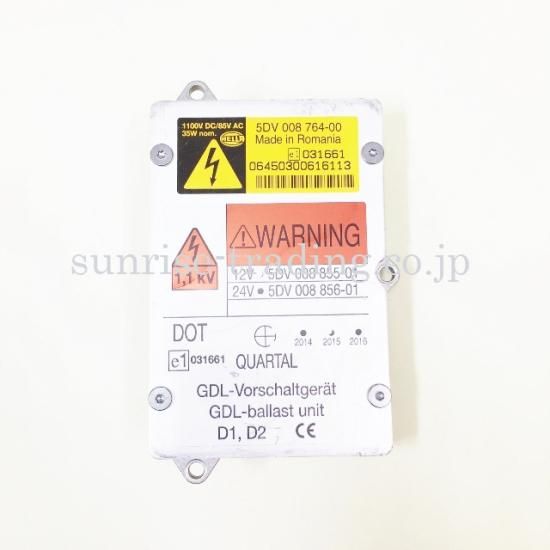 1100V DC/85V AC
35W nom.
HELLA
5DV 008 764-00
Made in Romania
e1 031661
06450300616113
WARNING
1,1 KV
12V 5DV 008 855-01
24V • 5DV 008 856-01
sunrise-trading.co.jp
DOT
2014 2015 2016
e1 031661 QUARTAL
GDL-Vorschaltgerät
GDL-ballast unit
D1, D2 CE